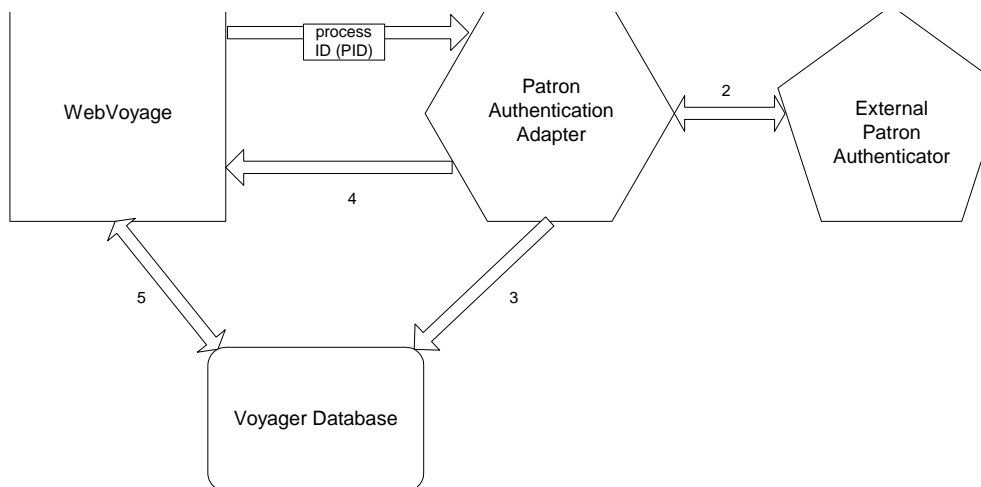 process
ID (PID)
WebVoyage
Patron
Authentication
Adapter
2
External
Patron
Authenticator
4
3
5
Voyager Database